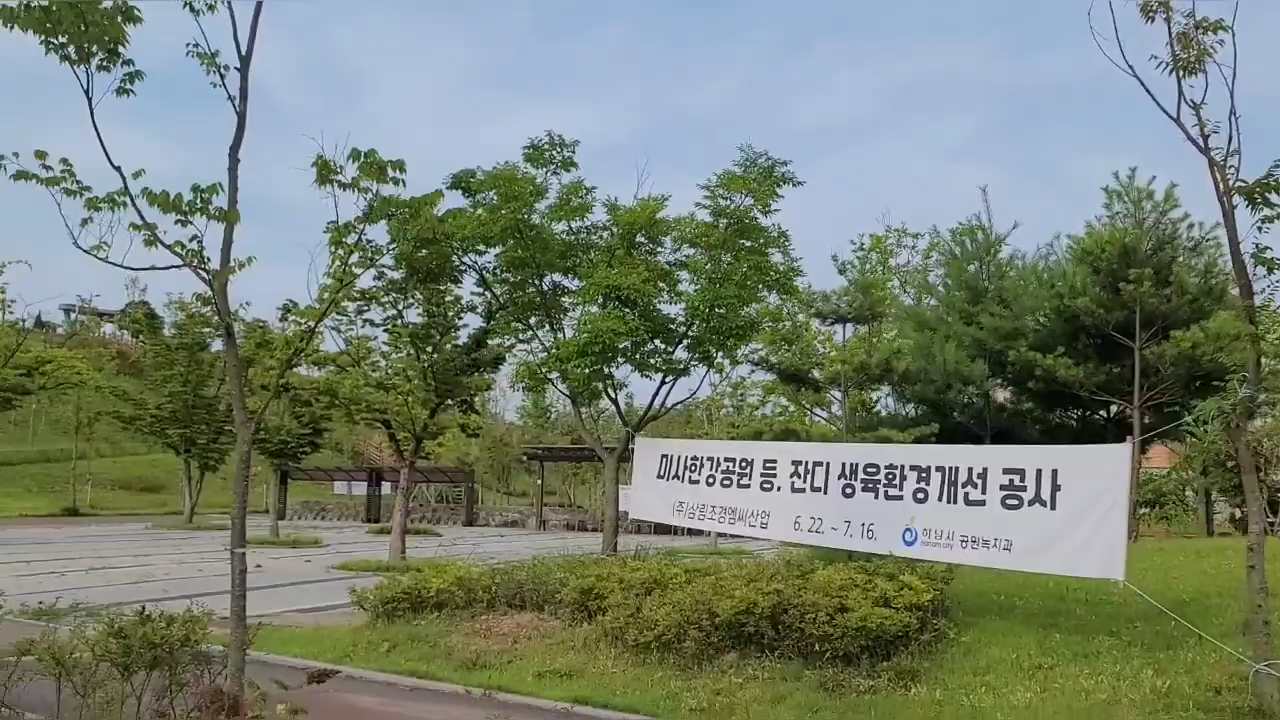 미사한강공원 등, 잔디 생육환경개선 공사
(주)삼림조경엠씨산업 6. 22. ~ 7. 16. 하남시 Hanam city 공원녹지과